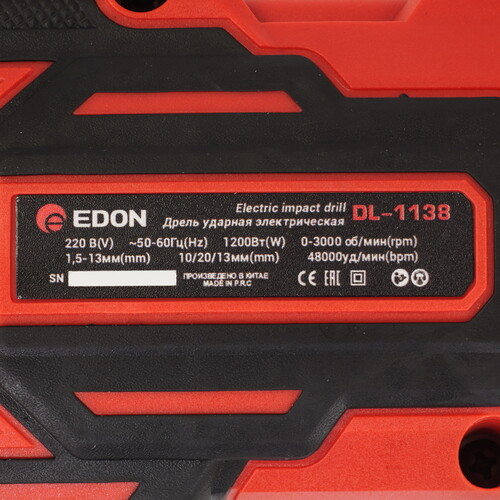 EDON
Electric impact drill
Дрель ударная электрическая
DL-1138
220 В(V) ~50-60Гц(Hz) 1200Вт(W) 0-3000 об/мин(rpm)
1,5-13мм(mm) 10/20/13мм(mm) 48000уд/мин(bpm)
SN
ПРОИЗВЕДЕНО В КИТАЕ
MADE IN P.R.C
CE EAC